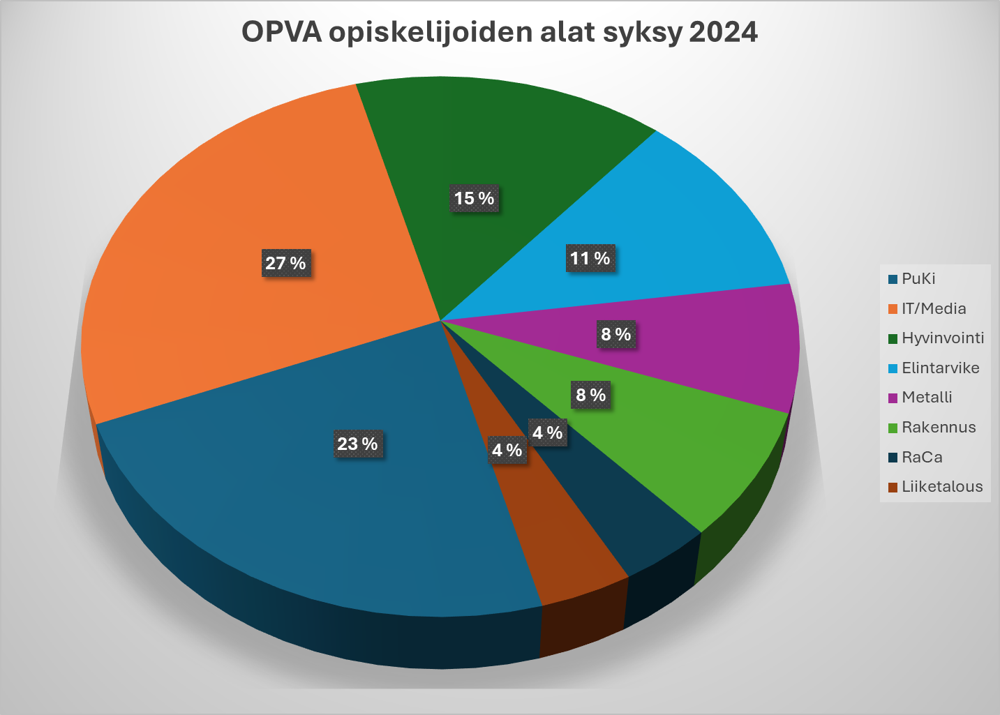 OPVA opiskelijoiden alat syksy 2024
15 %
11 %
27 %
8 %
8 %
4 %
4 %
23 %
PuKi
IT/Media
Hyvinvointi
Elintarvike
Metalli
Rakennus
RaCa
Liiketalous